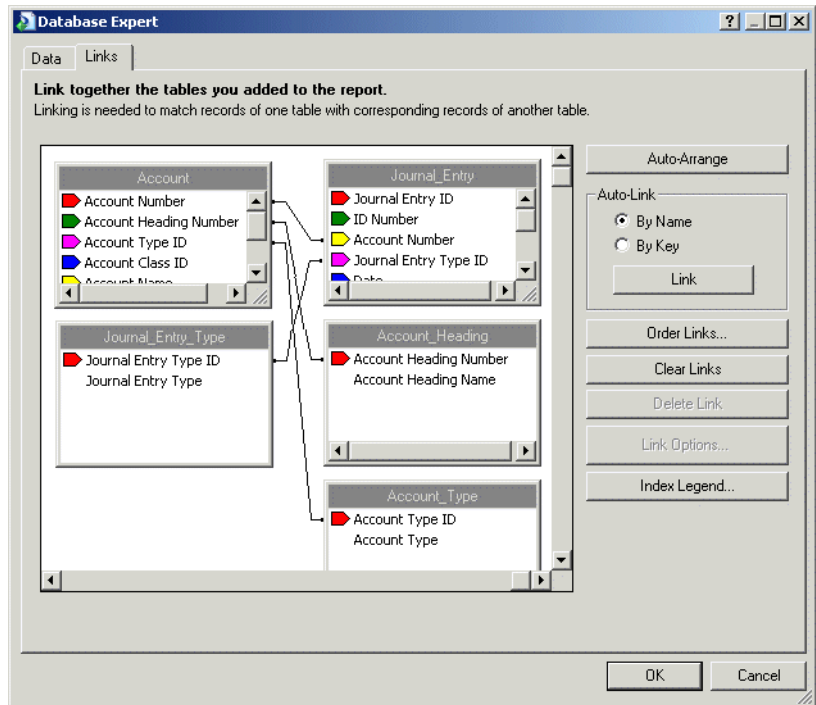 Database Expert
Data
Links
Link together the tables you added to the report.
Linking is needed to match records of one table with corresponding records of another table.
Account
Account Number
Account Heading Number
Account Type ID
Account Class ID
Account Name
Journal_Entry
Journal Entry ID
ID Number
Account Number
Journal Entry Type ID
Date
Journal_Entry_Type
Journal Entry Type ID
Journal Entry Type
Account_Heading
Account Heading Number
Account Heading Name
Account_Type
Account Type ID
Account Type
Auto-Arrange
Auto-Link
By Name
By Key
Link
Order Links...
Clear Links
Delete Link
Link Options...
Index Legend...
OK
Cancel